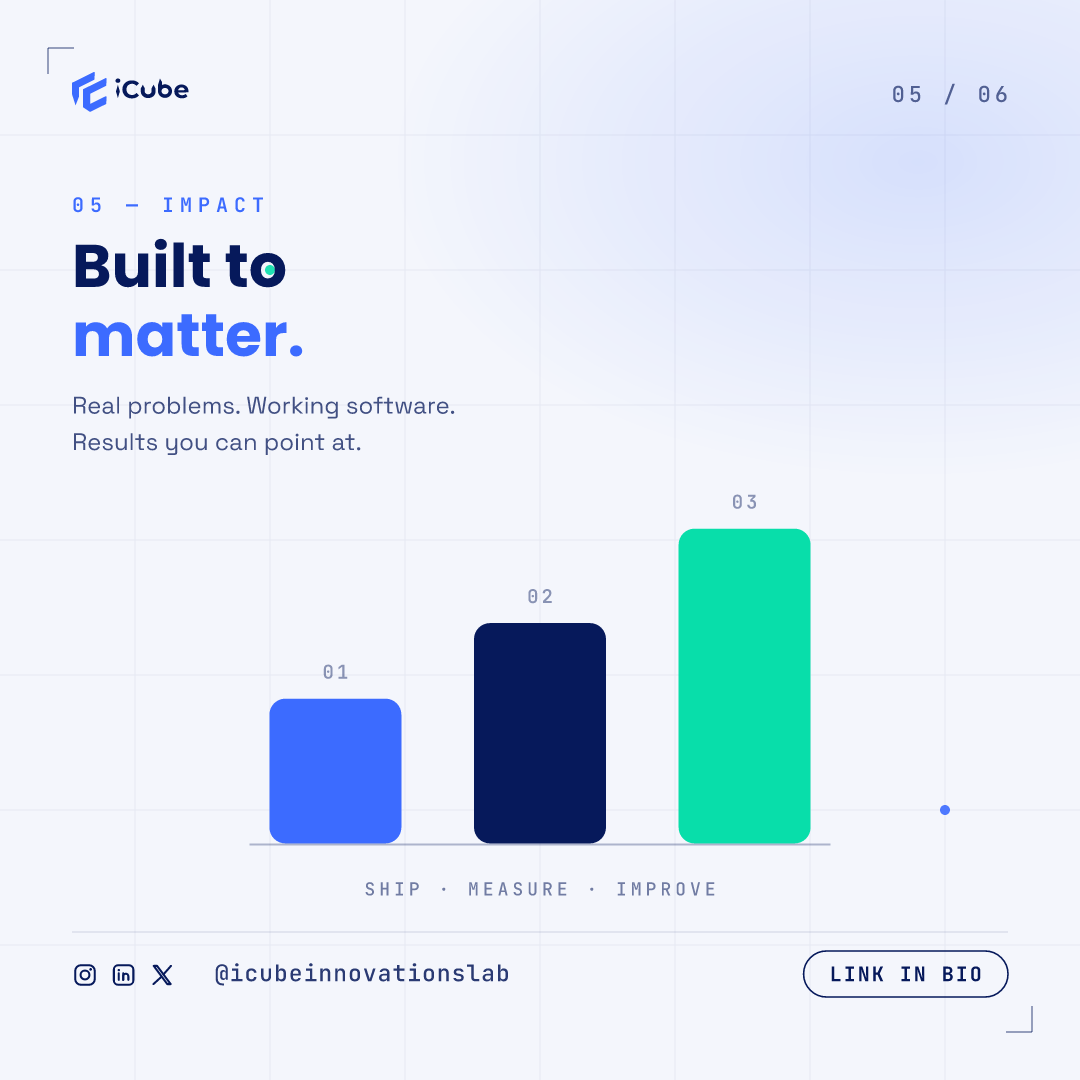 iCube
05 / 06
05 — IMPACT
Built to
matter.
Real problems. Working software.
Results you can point at.
03
02
01
SHIP · MEASURE · IMPROVE
@icubeinnovationslab
LINK IN BIO